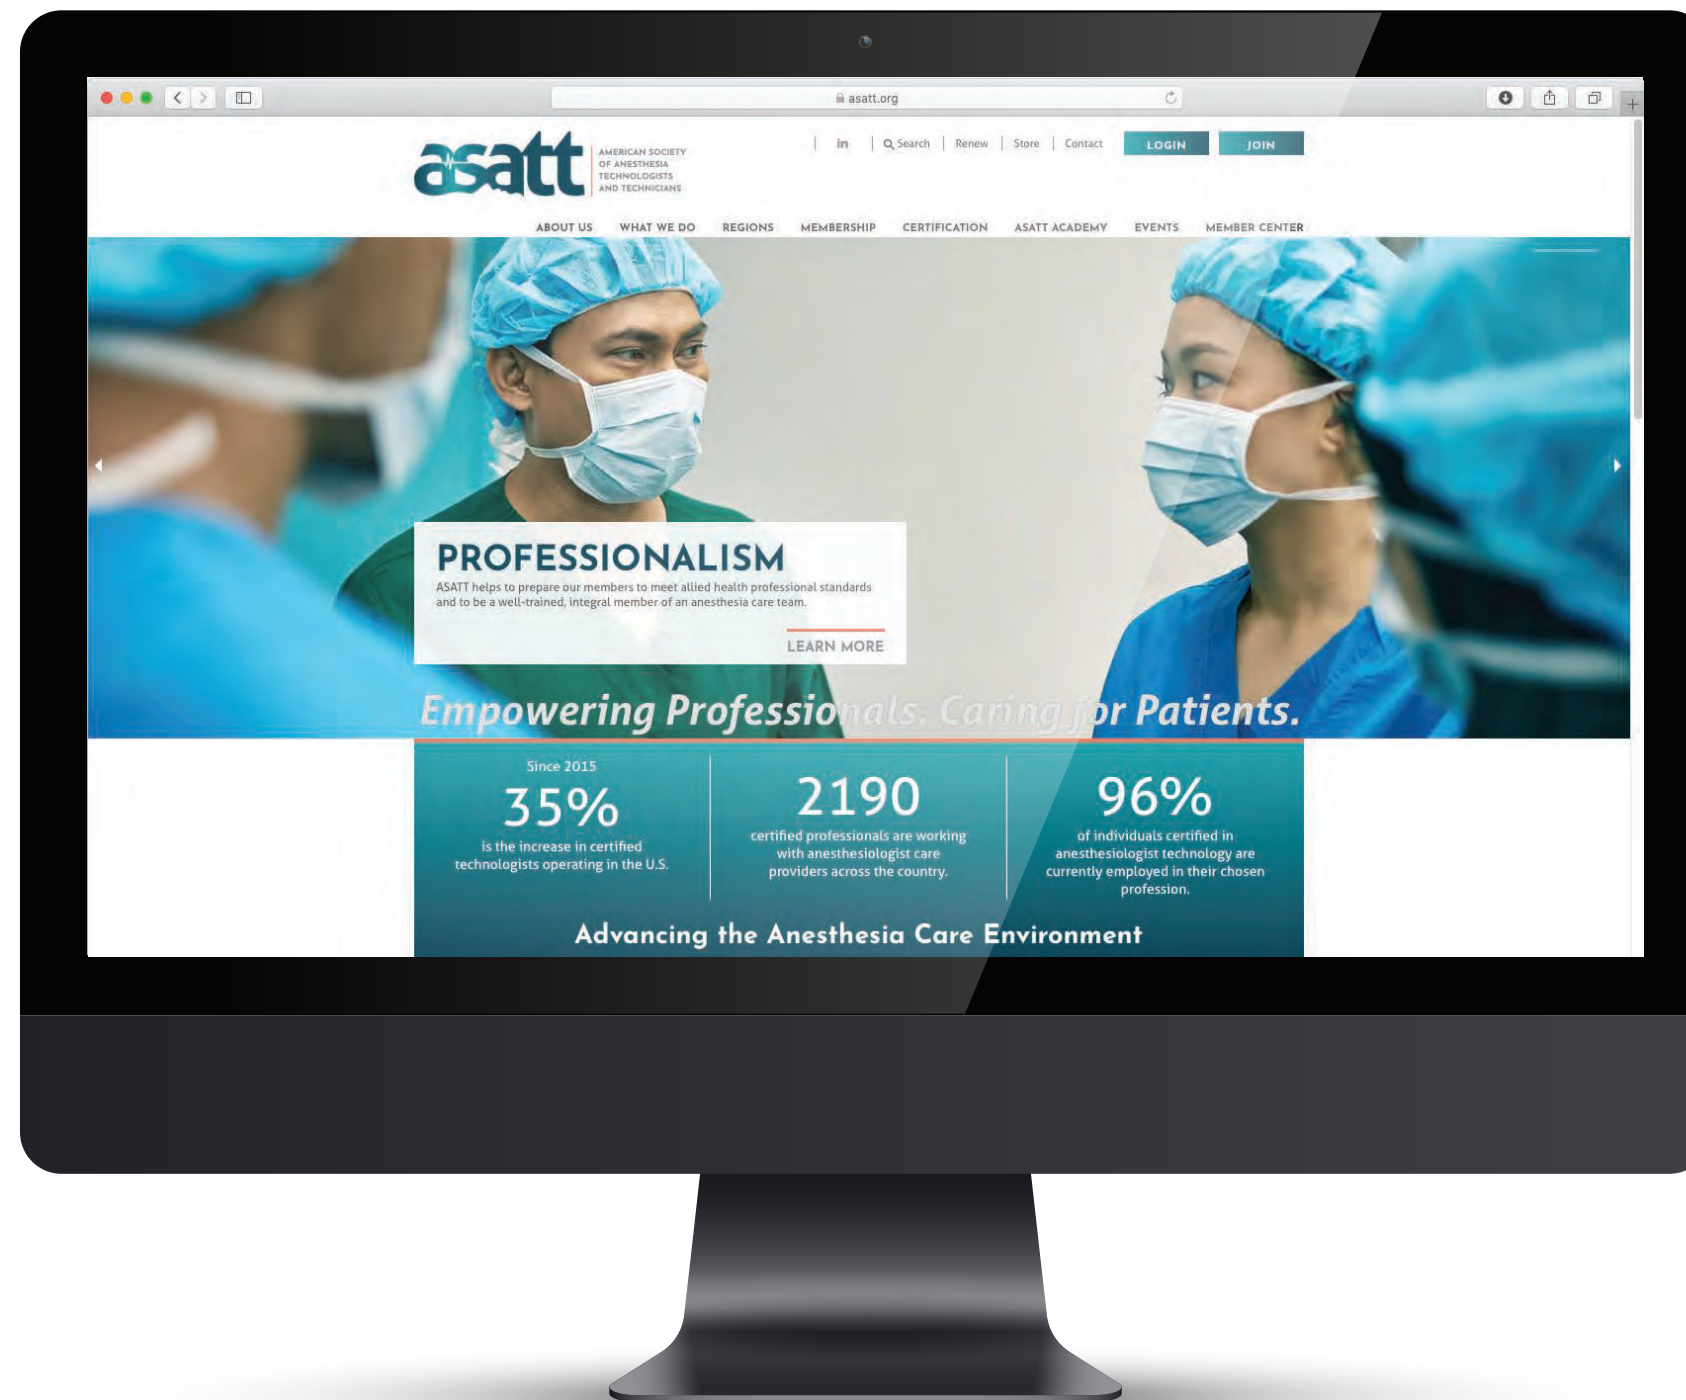 asatt.org
asatt
AMERICAN SOCIETY
OF ANESTHESIA
TECHNOLOGISTS
AND TECHNICIANS
in
Search
Renew
Store
Contact
LOGIN
JOIN
ABOUT US
WHAT WE DO
REGIONS
MEMBERSHIP
CERTIFICATION
ASATT ACADEMY
EVENTS
MEMBER CENTER
PROFESSIONALISM
ASATT helps to prepare our members to meet allied health professional standards
and to be a well-trained, integral member of an anesthesia care team.
LEARN MORE
Empowering Professionals. Caring for Patients.
Since 2015
35%
is the increase in certified
technologists operating in the U.S.
2190
certified professionals are working
with anesthesiologist care
providers across the country.
96%
of individuals certified in
anesthesiologist technology are
currently employed in their chosen
profession.
Advancing the Anesthesia Care Environment